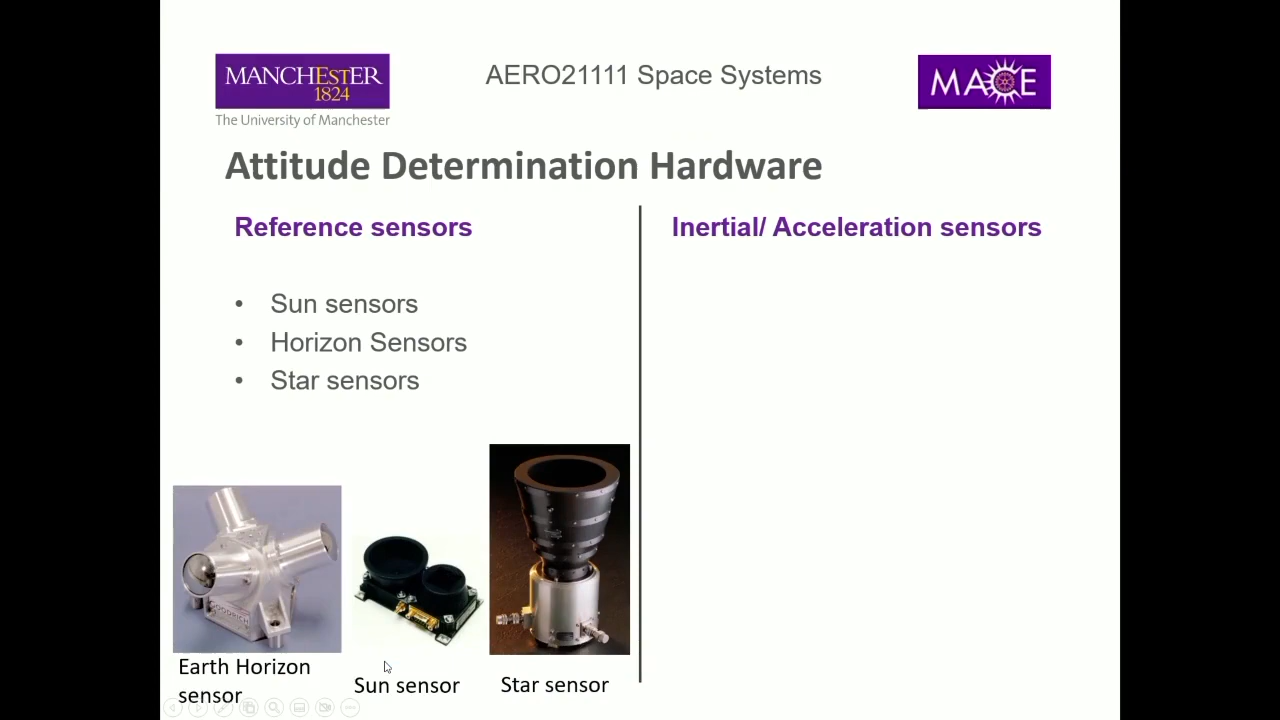 MANCHESTER
1824
The University of Manchester
AERO21111 Space Systems
MACE
Attitude Determination Hardware
Reference sensors
• Sun sensors
• Horizon Sensors
• Star sensors
Inertial/ Acceleration sensors
GOODRICH
Earth Horizon
sensor
Sun sensor
Star sensor